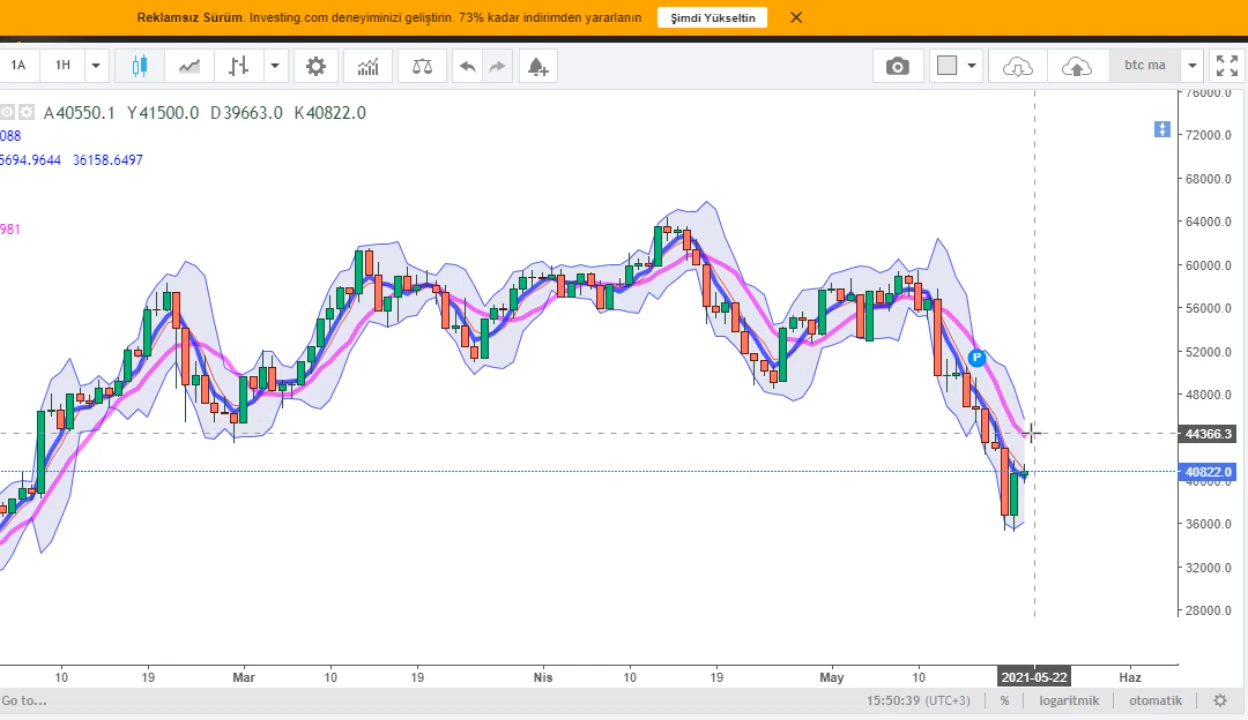 Reklamsız Sürüm. Investing.com deneyiminizi geliştirin. 73% kadar indirimden yararlanın Şimdi Yükseltin
1A 1H btc ma
A40550.1 Y41500.0 D39663.0 K40822.0
088
5694.9644 36158.6497
981
76000.0
72000.0
68000.0
64000.0
60000.0
56000.0
52000.0
P
48000.0
44366.3
40822.0
40000.0
36000.0
32000.0
28000.0
10 19 Mar 10 19 Nis 10 19 May 10 2021-05-22 Haz
Go to... 15:50:39 (UTC+3) % logaritmik otomatik